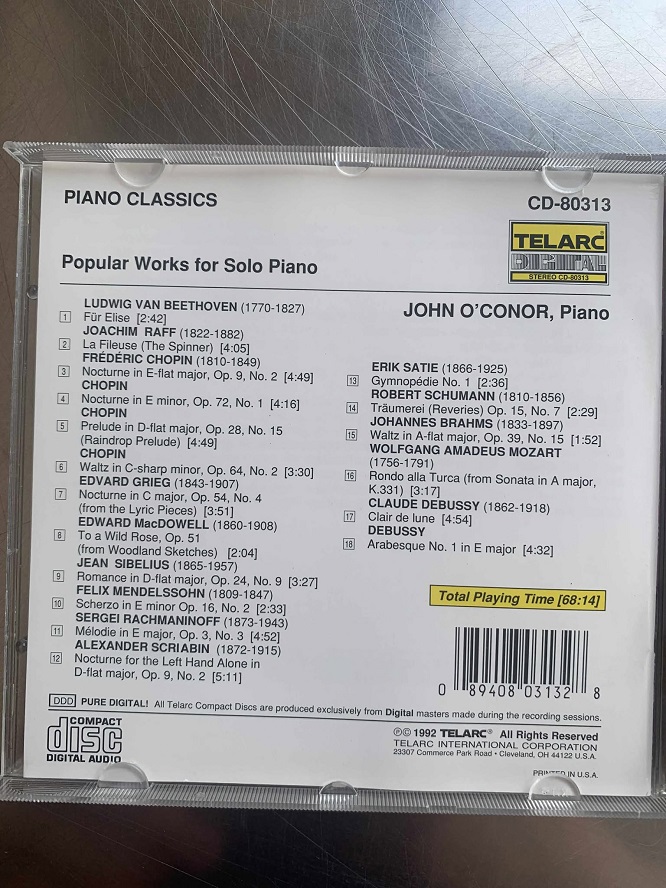 PIANO CLASSICS
CD-80313
TELARC®
DIGITAL
STEREO CD-80313
Popular Works for Solo Piano
JOHN O'CONOR, Piano
LUDWIG VAN BEETHOVEN (1770-1827)
1 Für Elise [2:42]
JOACHIM RAFF (1822-1882)
2 La Fileuse (The Spinner) [4:05]
FRÉDÉRIC CHOPIN (1810-1849)
3 Nocturne in E-flat major, Op. 9, No. 2 [4:49]
CHOPIN
4 Nocturne in E minor, Op. 72, No. 1 [4:16]
CHOPIN
5 Prelude in D-flat major, Op. 28, No. 15
(Raindrop Prelude) [4:49]
CHOPIN
6 Waltz in C-sharp minor, Op. 64, No. 2 [3:30]
EDVARD GRIEG (1843-1907)
7 Nocturne in C major, Op. 54, No. 4
(from the Lyric Pieces) [3:51]
EDWARD MacDOWELL (1860-1908)
8 To a Wild Rose, Op. 51
(from Woodland Sketches) [2:04]
JEAN SIBELIUS (1865-1957)
9 Romance in D-flat major, Op. 24, No. 9 [3:27]
FELIX MENDELSSOHN (1809-1847)
10 Scherzo in E minor Op. 16, No. 2 [2:33]
SERGEI RACHMANINOFF (1873-1943)
11 Mélodie in E major, Op. 3, No. 3 [4:52]
ALEXANDER SCRIABIN (1872-1915)
12 Nocturne for the Left Hand Alone in
D-flat major, Op. 9, No. 2 [5:11]
ERIK SATIE (1866-1925)
13 Gymnopédie No. 1 [2:36]
ROBERT SCHUMANN (1810-1856)
14 Träumerei (Reveries) Op. 15, No. 7 [2:29]
JOHANNES BRAHMS (1833-1897)
15 Waltz in A-flat major, Op. 39, No. 15 [1:52]
WOLFGANG AMADEUS MOZART
(1756-1791)
16 Rondo alla Turca (from Sonata in A major,
K.331) [3:17]
CLAUDE DEBUSSY (1862-1918)
17 Clair de lune [4:54]
DEBUSSY
18 Arabesque No. 1 in E major [4:32]
Total Playing Time [68:14]
0 89408 03132 8
DDD PURE DIGITAL! All Telarc Compact Discs are produced exclusively from Digital masters made during the recording sessions.
COMPACT
disc
DIGITAL AUDIO
℗© 1992 TELARC® All Rights Reserved
TELARC INTERNATIONAL CORPORATION
23307 Commerce Park Road • Cleveland, OH 44122 U.S.A.
PRINTED IN U.S.A.